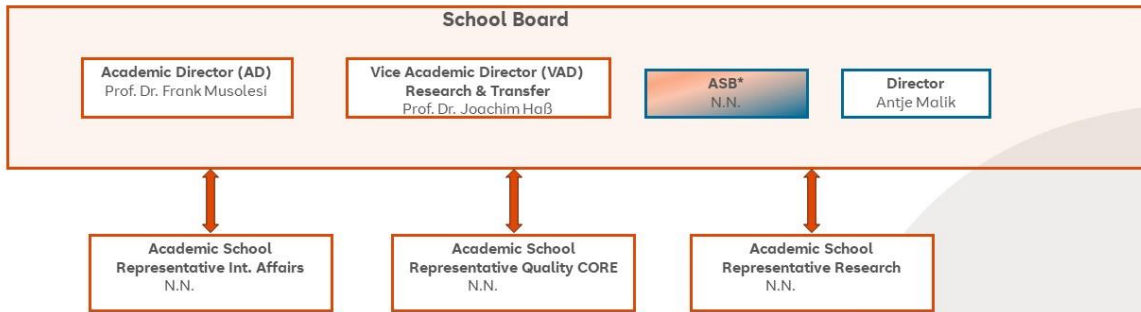 School Board
Academic Director (AD)
Prof. Dr. Frank Musolesi
Vice Academic Director (VAD)
Research & Transfer
Prof. Dr. Joachim Haß
ASB*
N.N.
Director
Antje Malik
Academic School
Representative Int. Affairs
N.N.
Academic School
Representative Quality CORE
N.N.
Academic School
Representative Research
N.N.